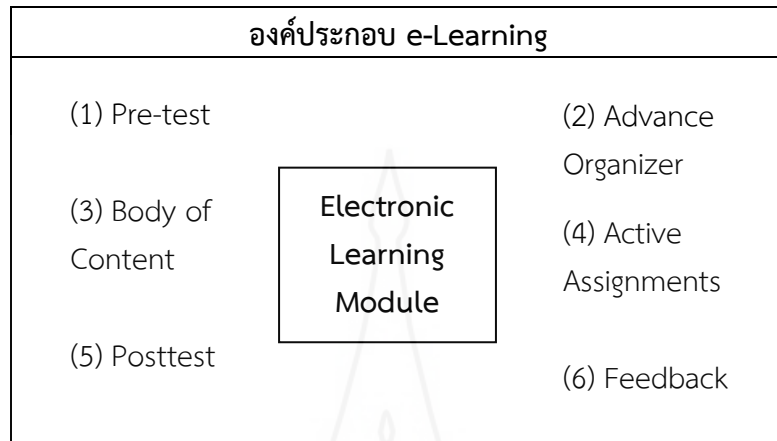 องค์ประกอบ e-Learning
(1) Pre-test
(2) Advance
Organizer
(3) Body of
Content
Electronic
Learning
Module
(4) Active
Assignments
(5) Posttest
(6) Feedback